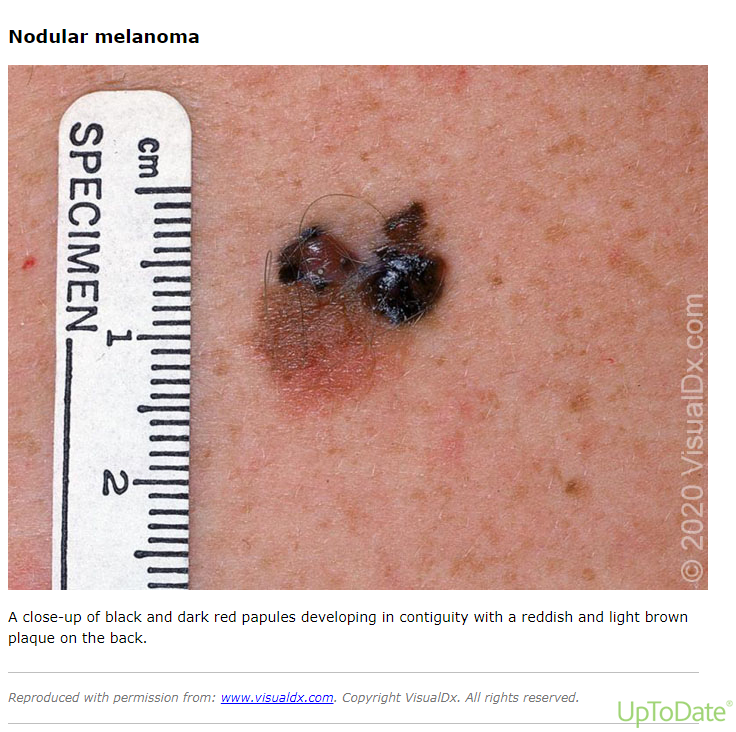 Nodular melanoma
SPECIMEN
cm
1
2
© 2020 VisualDx.com
A close-up of black and dark red papules developing in contiguity with a reddish and light brown
plaque on the back.
Reproduced with permission from: www.visualdx.com. Copyright VisualDx. All rights reserved.
UpToDate®